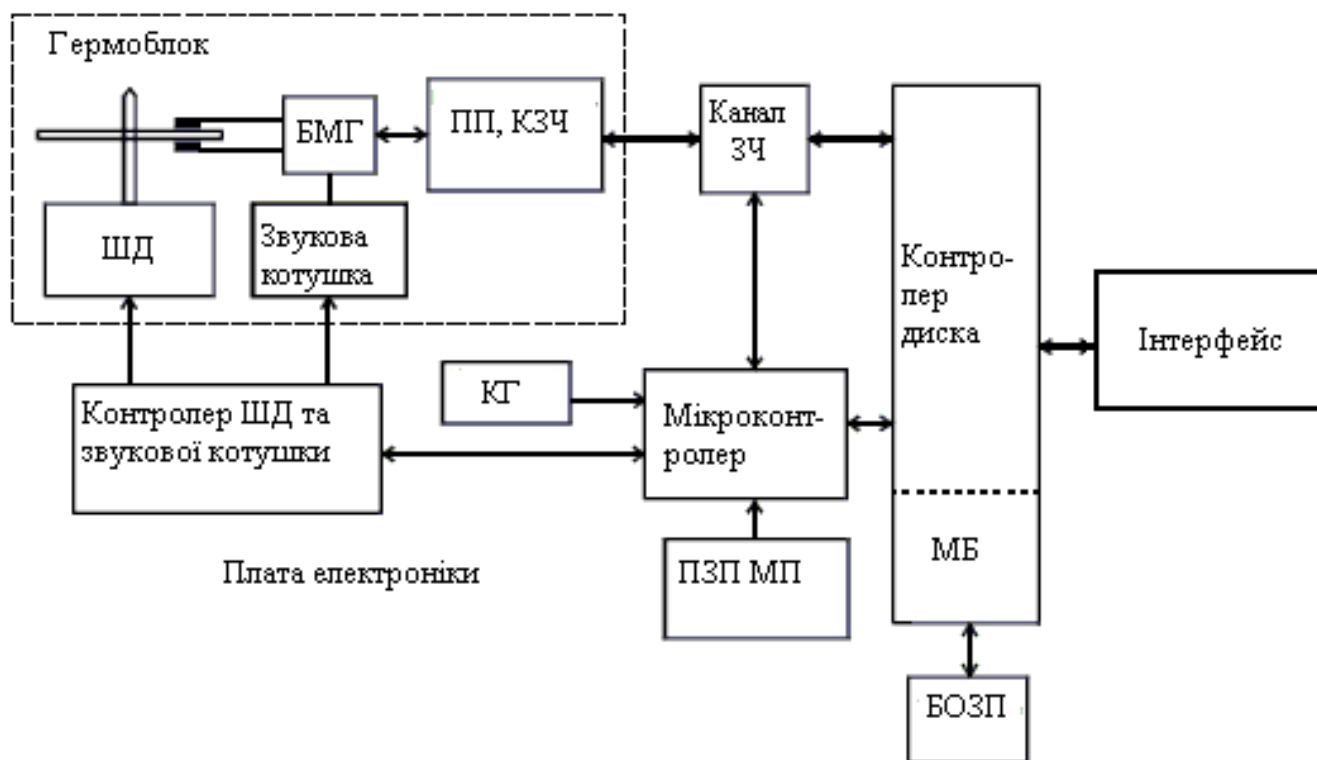 Гермоблок
БМГ
ПП, КЗЧ
Канал
ЗЧ
ШД
Звукова
котушка
Контро-
пер
диска
Інтерфейс
КГ
Контролер ШД та
звукової котушки
Мікроконт-
ролер
МБ
Плата електроніки
ПЗП МП
БОЗП